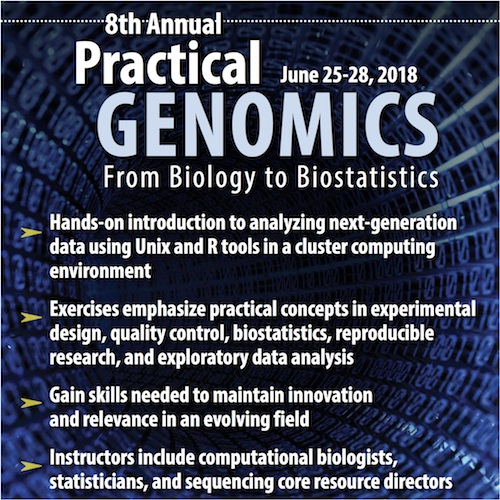 8th Annual
Practical June 25-28, 2018
GENOMICS
From Biology to Biostatistics
Hands-on introduction to analyzing next-generation
data using Unix and R tools in a cluster computing
environment
Exercises emphasize practical concepts in experimental
design, quality control, biostatistics, reproducible
research, and exploratory data analysis
Gain skills needed to maintain innovation
and relevance in an evolving field
Instructors include computational biologists,
statisticians, and sequencing core resource directors